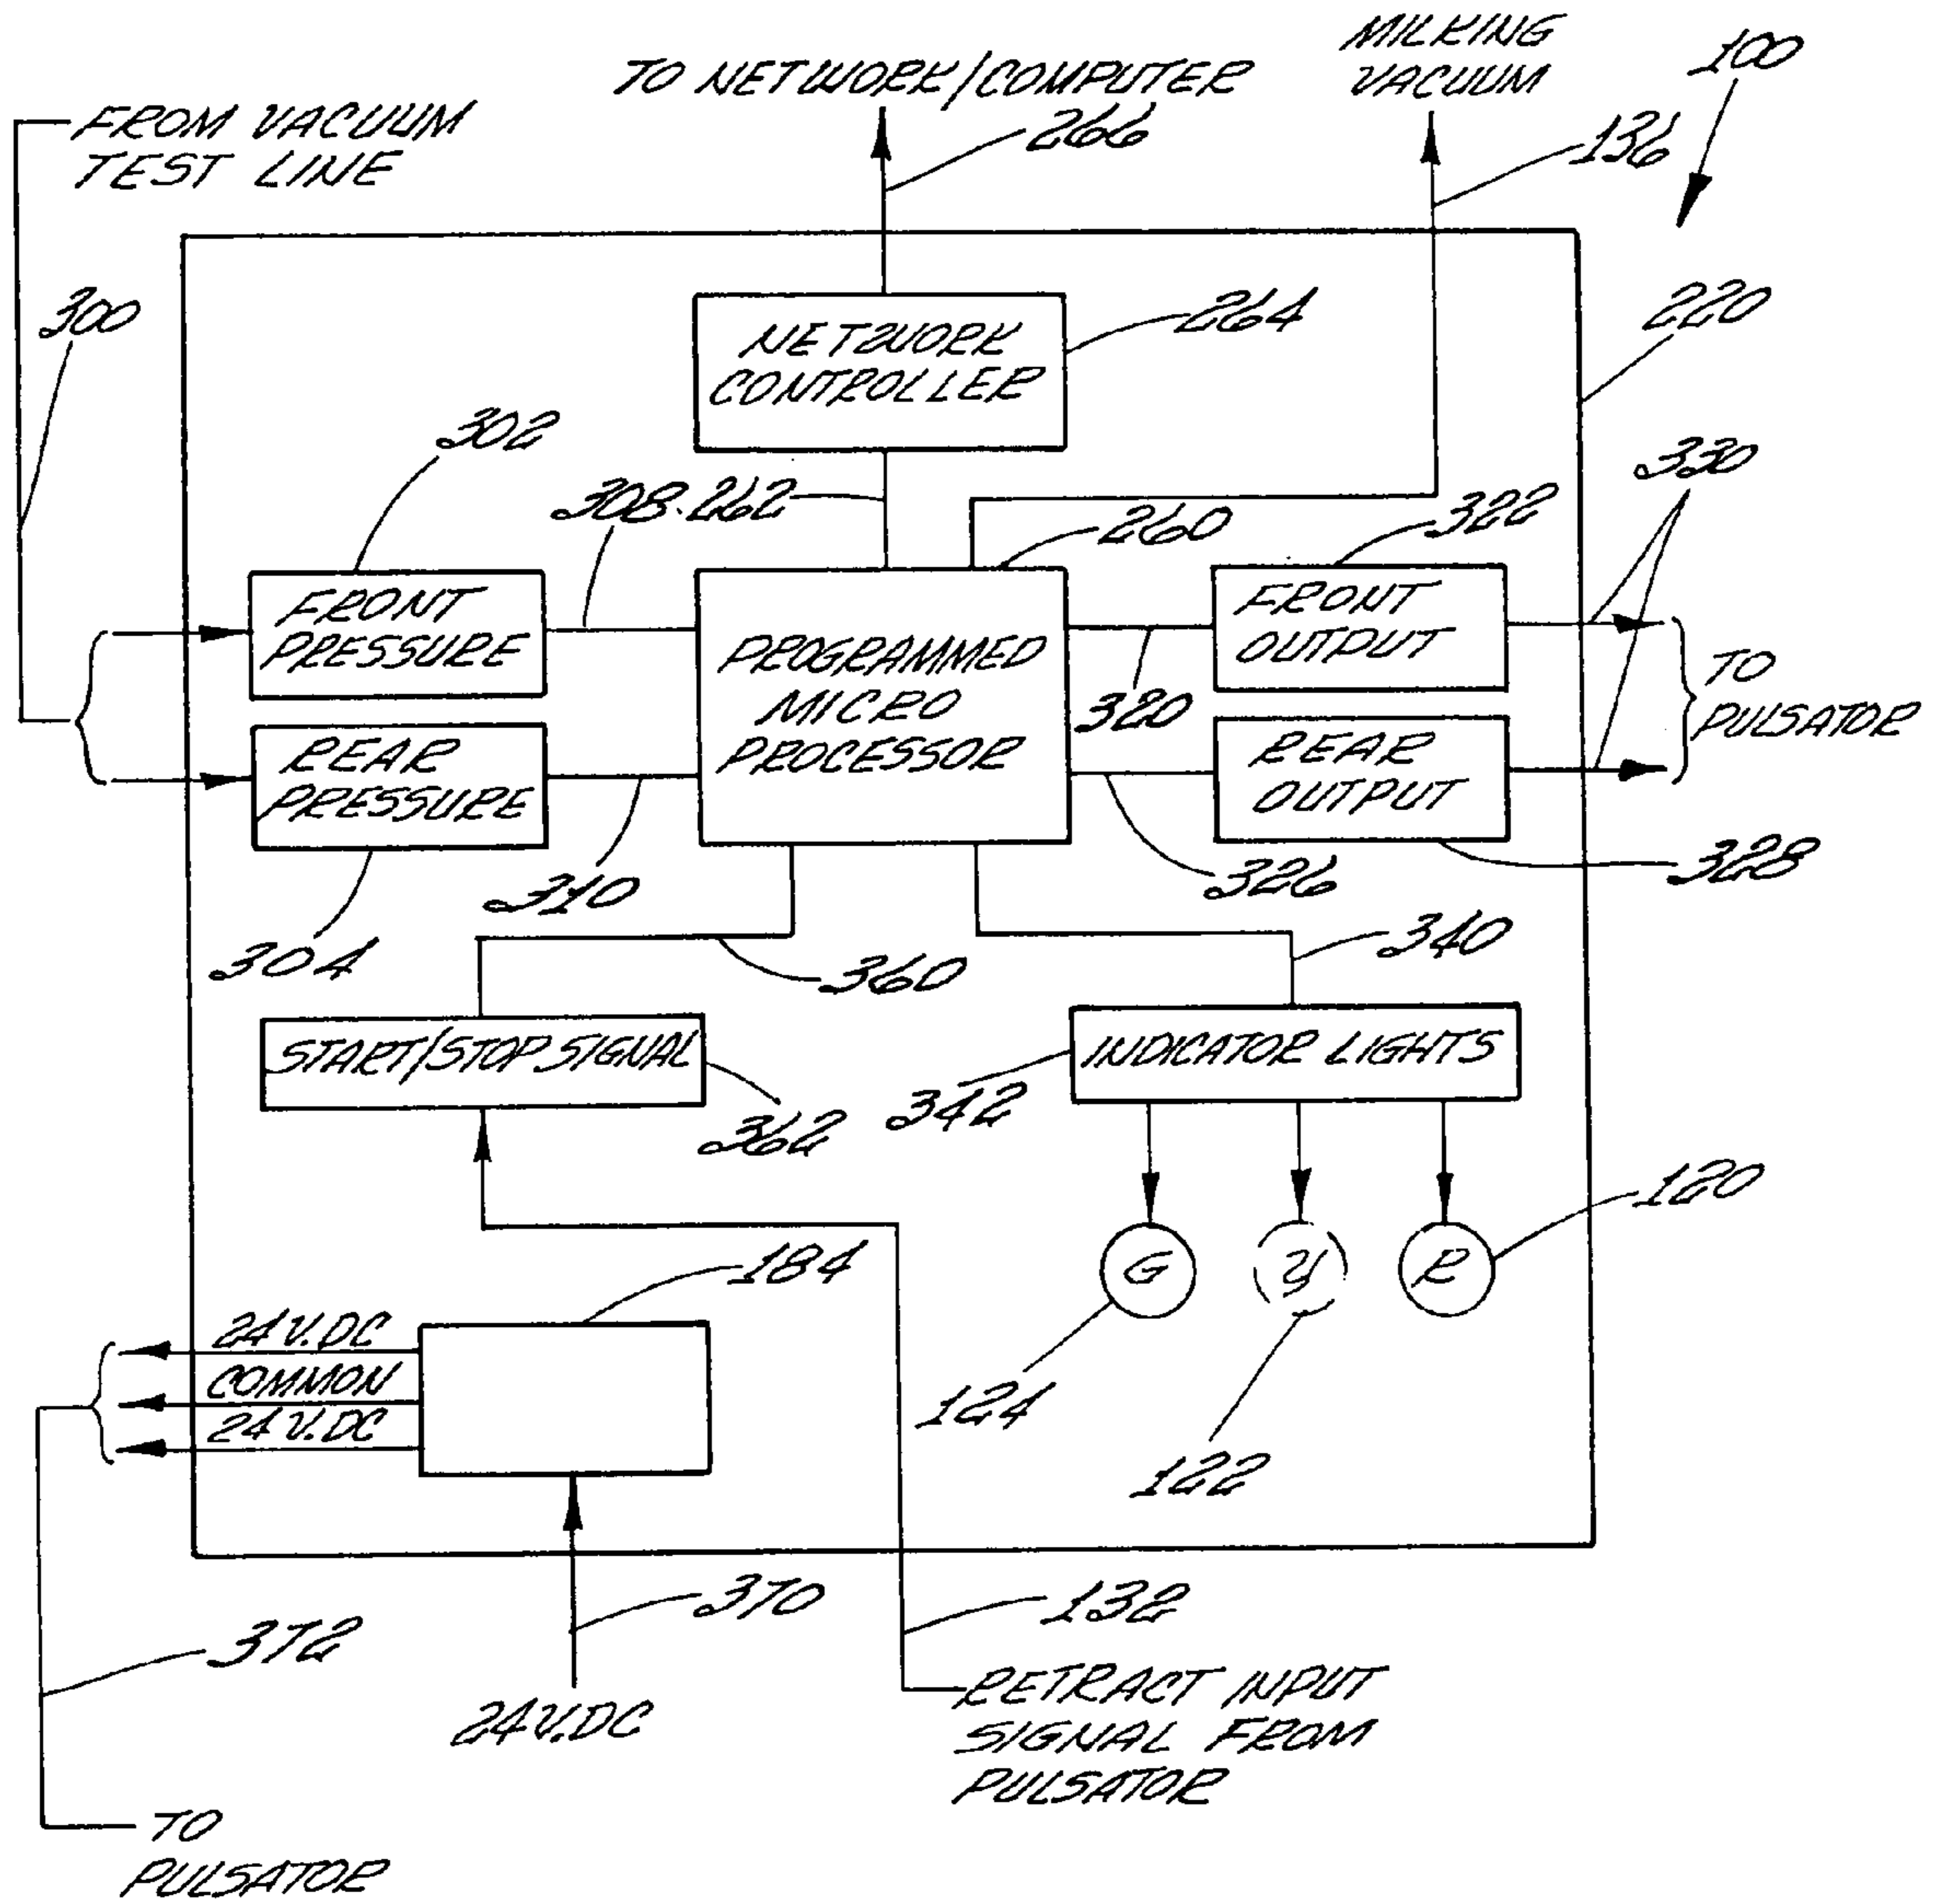 MILKING
VACUUM
TO NETWORK/COMPUTER
100
FROM VACUUM
TEST LINE
266
136
300
264
220
NETWORK
CONTROLLER
302
308
262
260
322
330
FRONT
PRESSURE
FRONT
OUTPUT
PROGRAMMED
MICRO
PROCESSOR
320
TO
PULSATOR
REAR
PRESSURE
REAR
OUTPUT
310
326
328
304
360
340
START/STOP SIGNAL
INDICATOR LIGHTS
342
362
120
G
Y
R
184
24V.DC
COMMON
24V.DC
124
122
370
132
372
24V.DC
RETRACT INPUT
SIGNAL FROM
PULSATOR
TO
PULSATOR